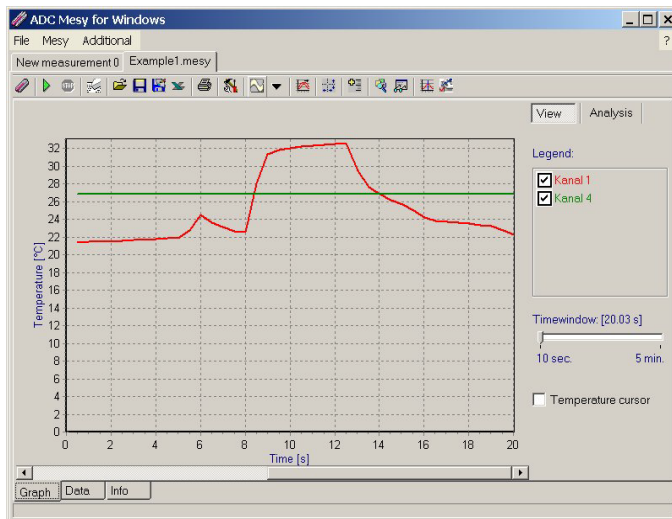 ADC Mesy for Windows
File Mesy Additional ?
New measurement 0 Example1.mesy
View Analysis
Legend:
Kanal 1
Kanal 4
Timewindow: [20.03 s]
10 sec. 5 min.
Temperature cursor
Temperature [°C]
32
30
28
26
24
22
20
18
16
14
12
10
8
6
4
2
0
0 2 4 6 8 10 12 14 16 18 20
Time [s]
Graph Data Info